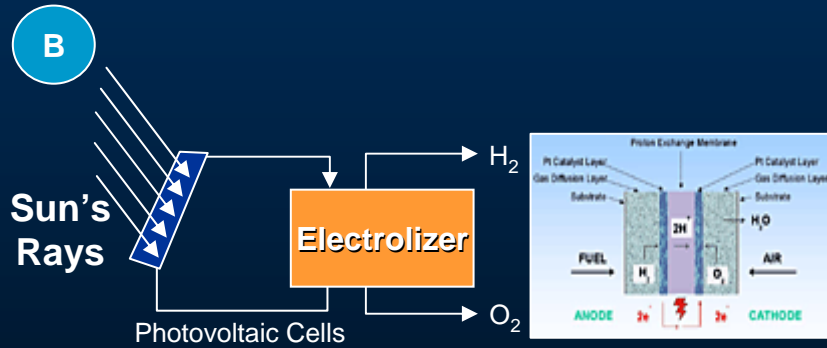 B
Sun's
Rays
Photovoltaic Cells
Electrolizer
H₂
O₂
Proton Exchange Membrane
Pt Catalyst Layer
Gas Diffusion Layer
Substrate
Pt Catalyst Layer
Gas Diffusion Layer
Substrate
H₂O
2H⁺
FUEL
AIR
H₂
O₂
ANODE
2e⁻
2e⁻
CATHODE